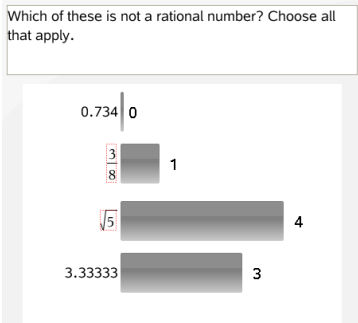 Which of these is not a rational number? Choose all
that apply.
0.734 0
3/8 1
√5 4
3.33333 3